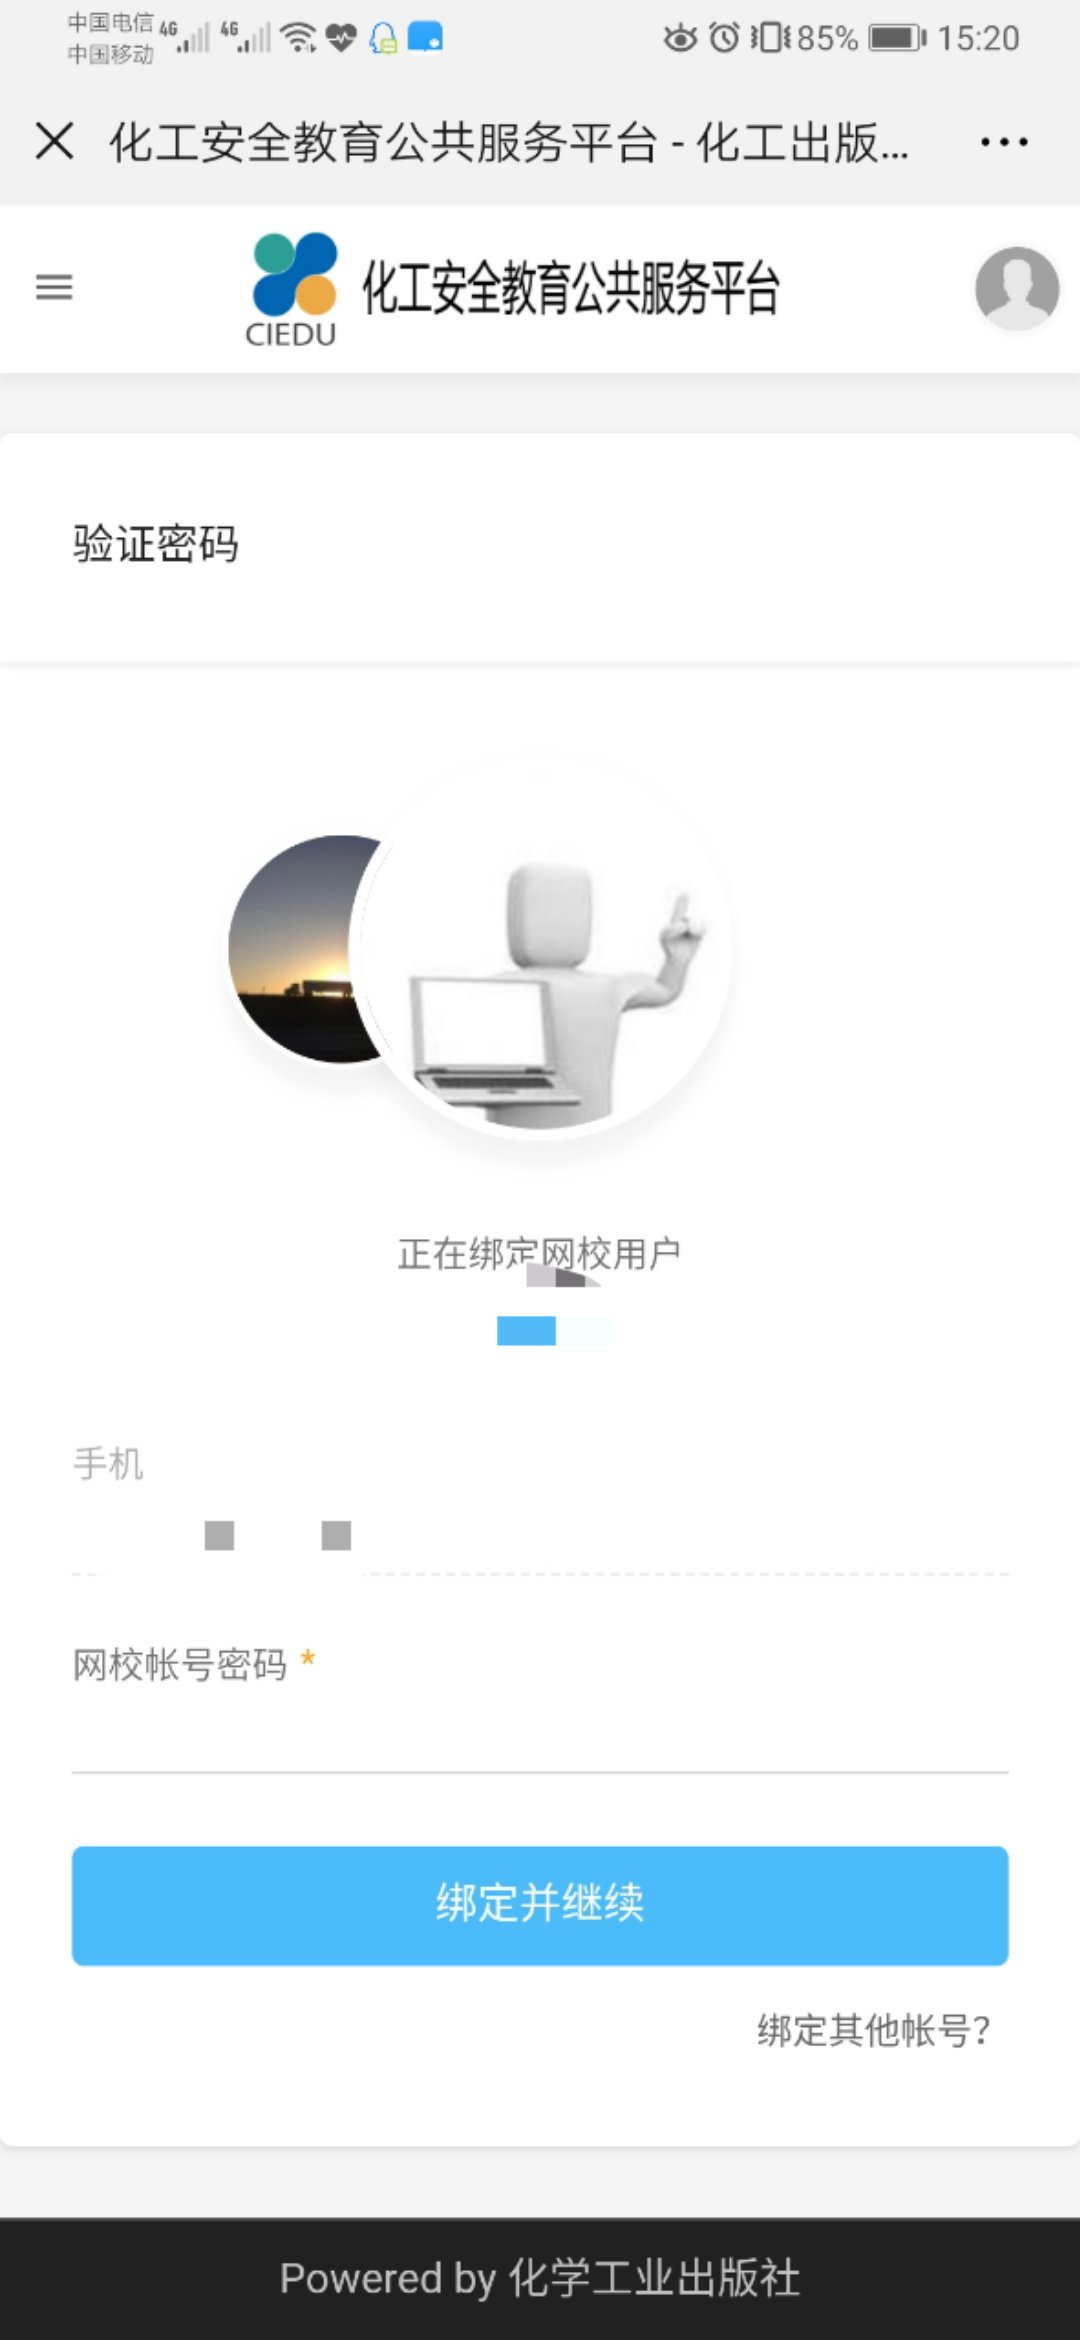 中国电信 4G 4G 85% 15:20
中国移动
化工安全教育公共服务平台 - 化工出版...
CIEDU 化工安全教育公共服务平台
验证密码
正在绑定网校用户
手机
网校帐号密码 *
绑定并继续
绑定其他帐号?
Powered by 化学工业出版社